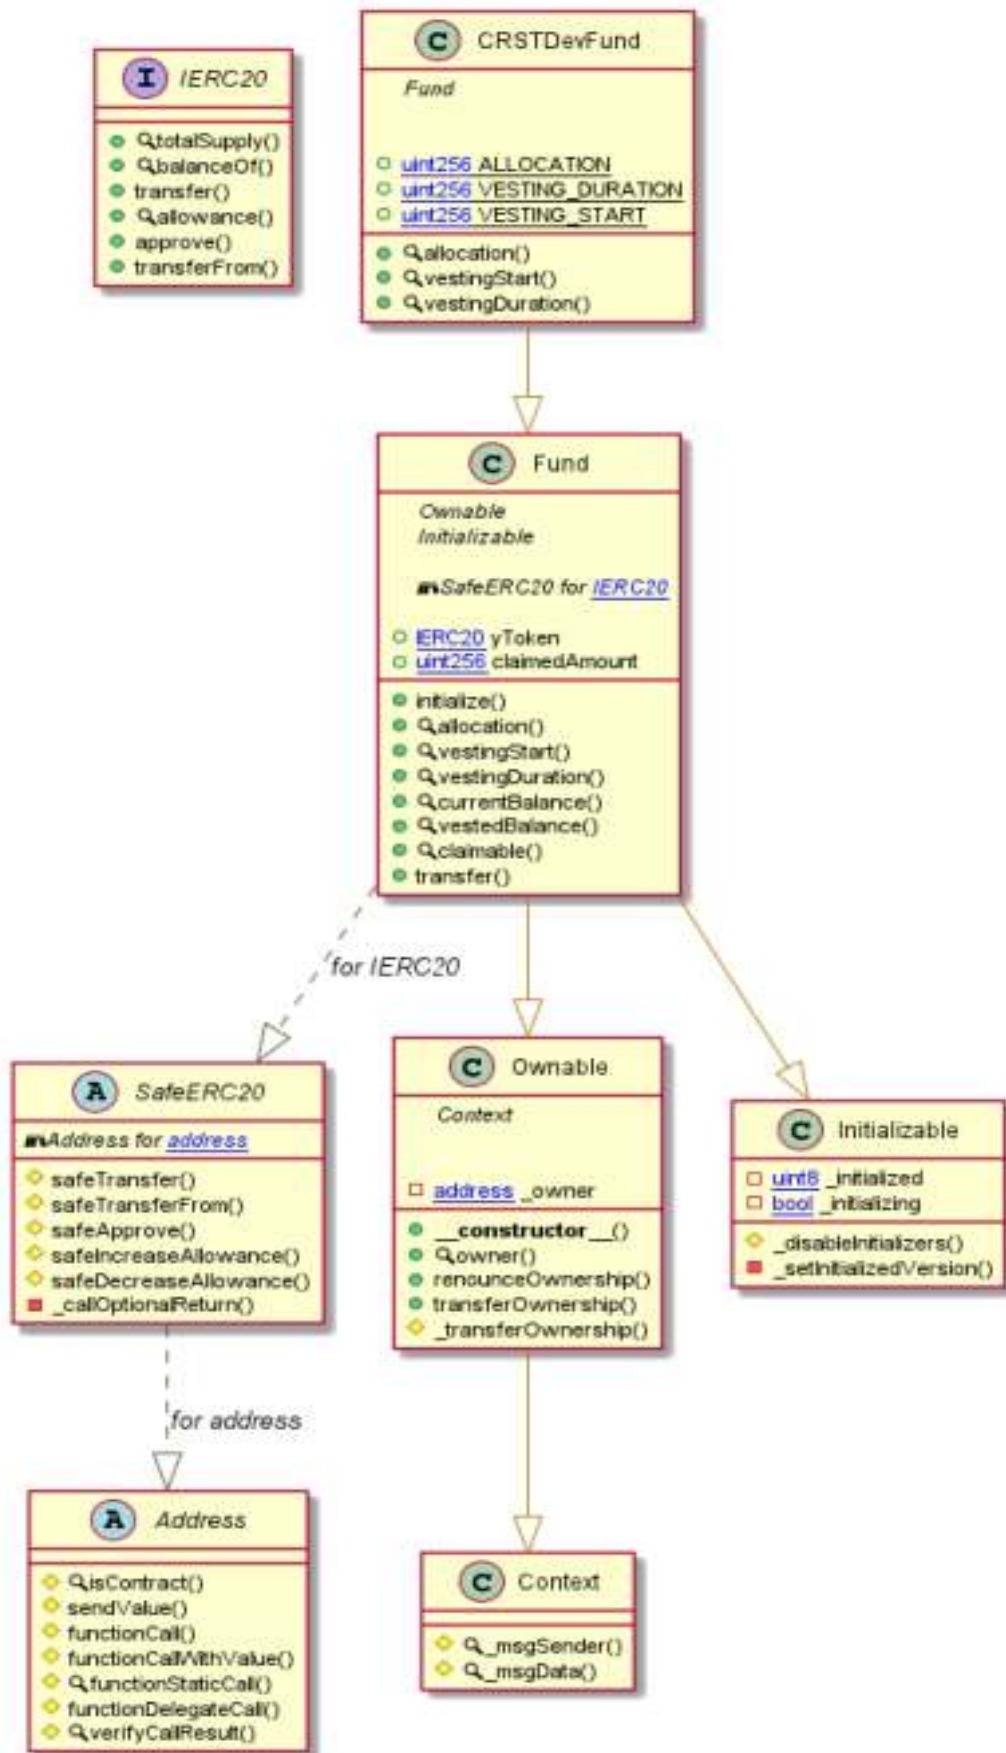 I IERC20
totalSupply()
balanceOf()
transfer()
allowance()
approve()
transferFrom()
C CRSTDevFund
Fund
uint256 ALLOCATION
uint256 VESTING_DURATION
uint256 VESTING_START
allocation()
vestingStart()
vestingDuration()
C Fund
Ownable
Initializable
SafeERC20 for IERC20
IERC20 yToken
uint256 claimedAmount
initialize()
allocation()
vestingStart()
vestingDuration()
currentBalance()
vestedBalance()
claimable()
transfer()
for IERC20
A SafeERC20
Address for address
safeTransfer()
safeTransferFrom()
safeApprove()
safeIncreaseAllowance()
safeDecreaseAllowance()
_callOptionalReturn()
C Ownable
Context
address _owner
__constructor__()
owner()
renounceOwnership()
transferOwnership()
_transferOwnership()
C Initializable
uint8 _initialized
bool _initializing
_disableInitializers()
_setInitializedVersion()
for address
A Address
isContract()
sendValue()
functionCall()
functionCallWithValue()
functionStaticCall()
functionDelegateCall()
verifyCallResult()
C Context
_msgSender()
_msgData()